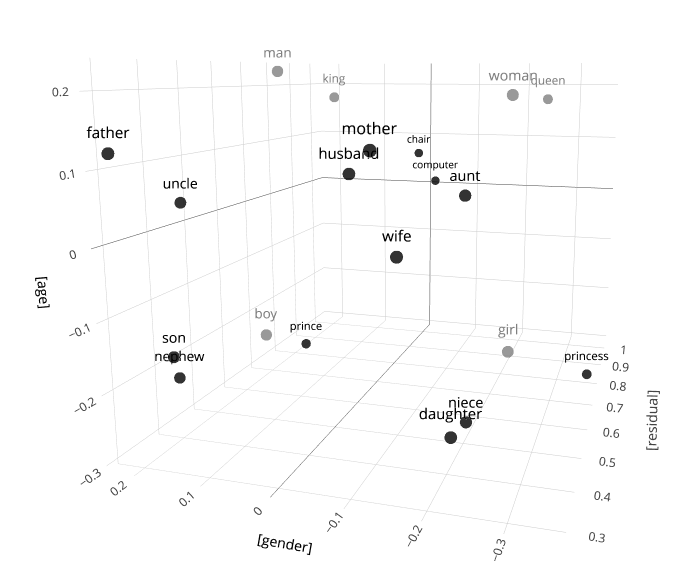 man
king
woman
queen
0.2
father
mother
chair
husband
computer
0.1
uncle
aunt
wife
0
[age]
−0.1
boy
prince
girl
son
nephew
princess
1
0.9
0.8
0.7
[residual]
−0.2
niece
daughter
0.6
0.5
−0.3
0.2
0.1
0
−0.1
−0.2
−0.3
0.4
0.3
[gender]